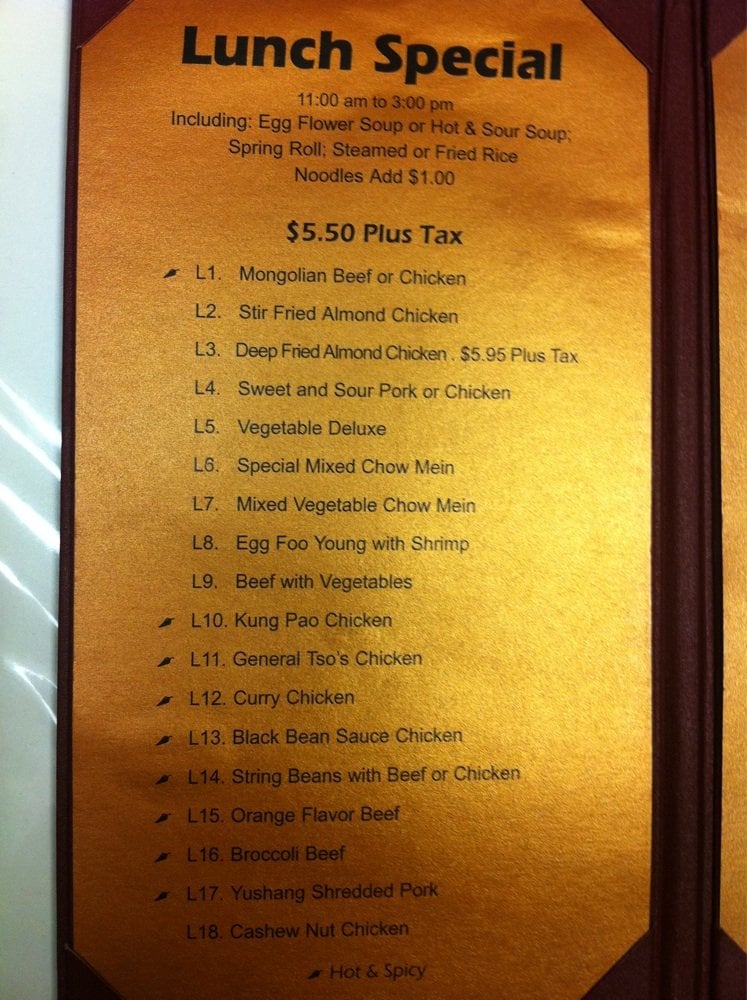 Lunch Special
11:00 am to 3:00 pm
Including: Egg Flower Soup or Hot & Sour Soup;
Spring Roll; Steamed or Fried Rice
Noodles Add $1.00
$5.50 Plus Tax
L1. Mongolian Beef or Chicken
L2. Stir Fried Almond Chicken
L3. Deep Fried Almond Chicken . $5.95 Plus Tax
L4. Sweet and Sour Pork or Chicken
L5. Vegetable Deluxe
L6. Special Mixed Chow Mein
L7. Mixed Vegetable Chow Mein
L8. Egg Foo Young with Shrimp
L9. Beef with Vegetables
L10. Kung Pao Chicken
L11. General Tso's Chicken
L12. Curry Chicken
L13. Black Bean Sauce Chicken
L14. String Beans with Beef or Chicken
L15. Orange Flavor Beef
L16. Broccoli Beef
L17. Yushang Shredded Pork
L18. Cashew Nut Chicken
Hot & Spicy